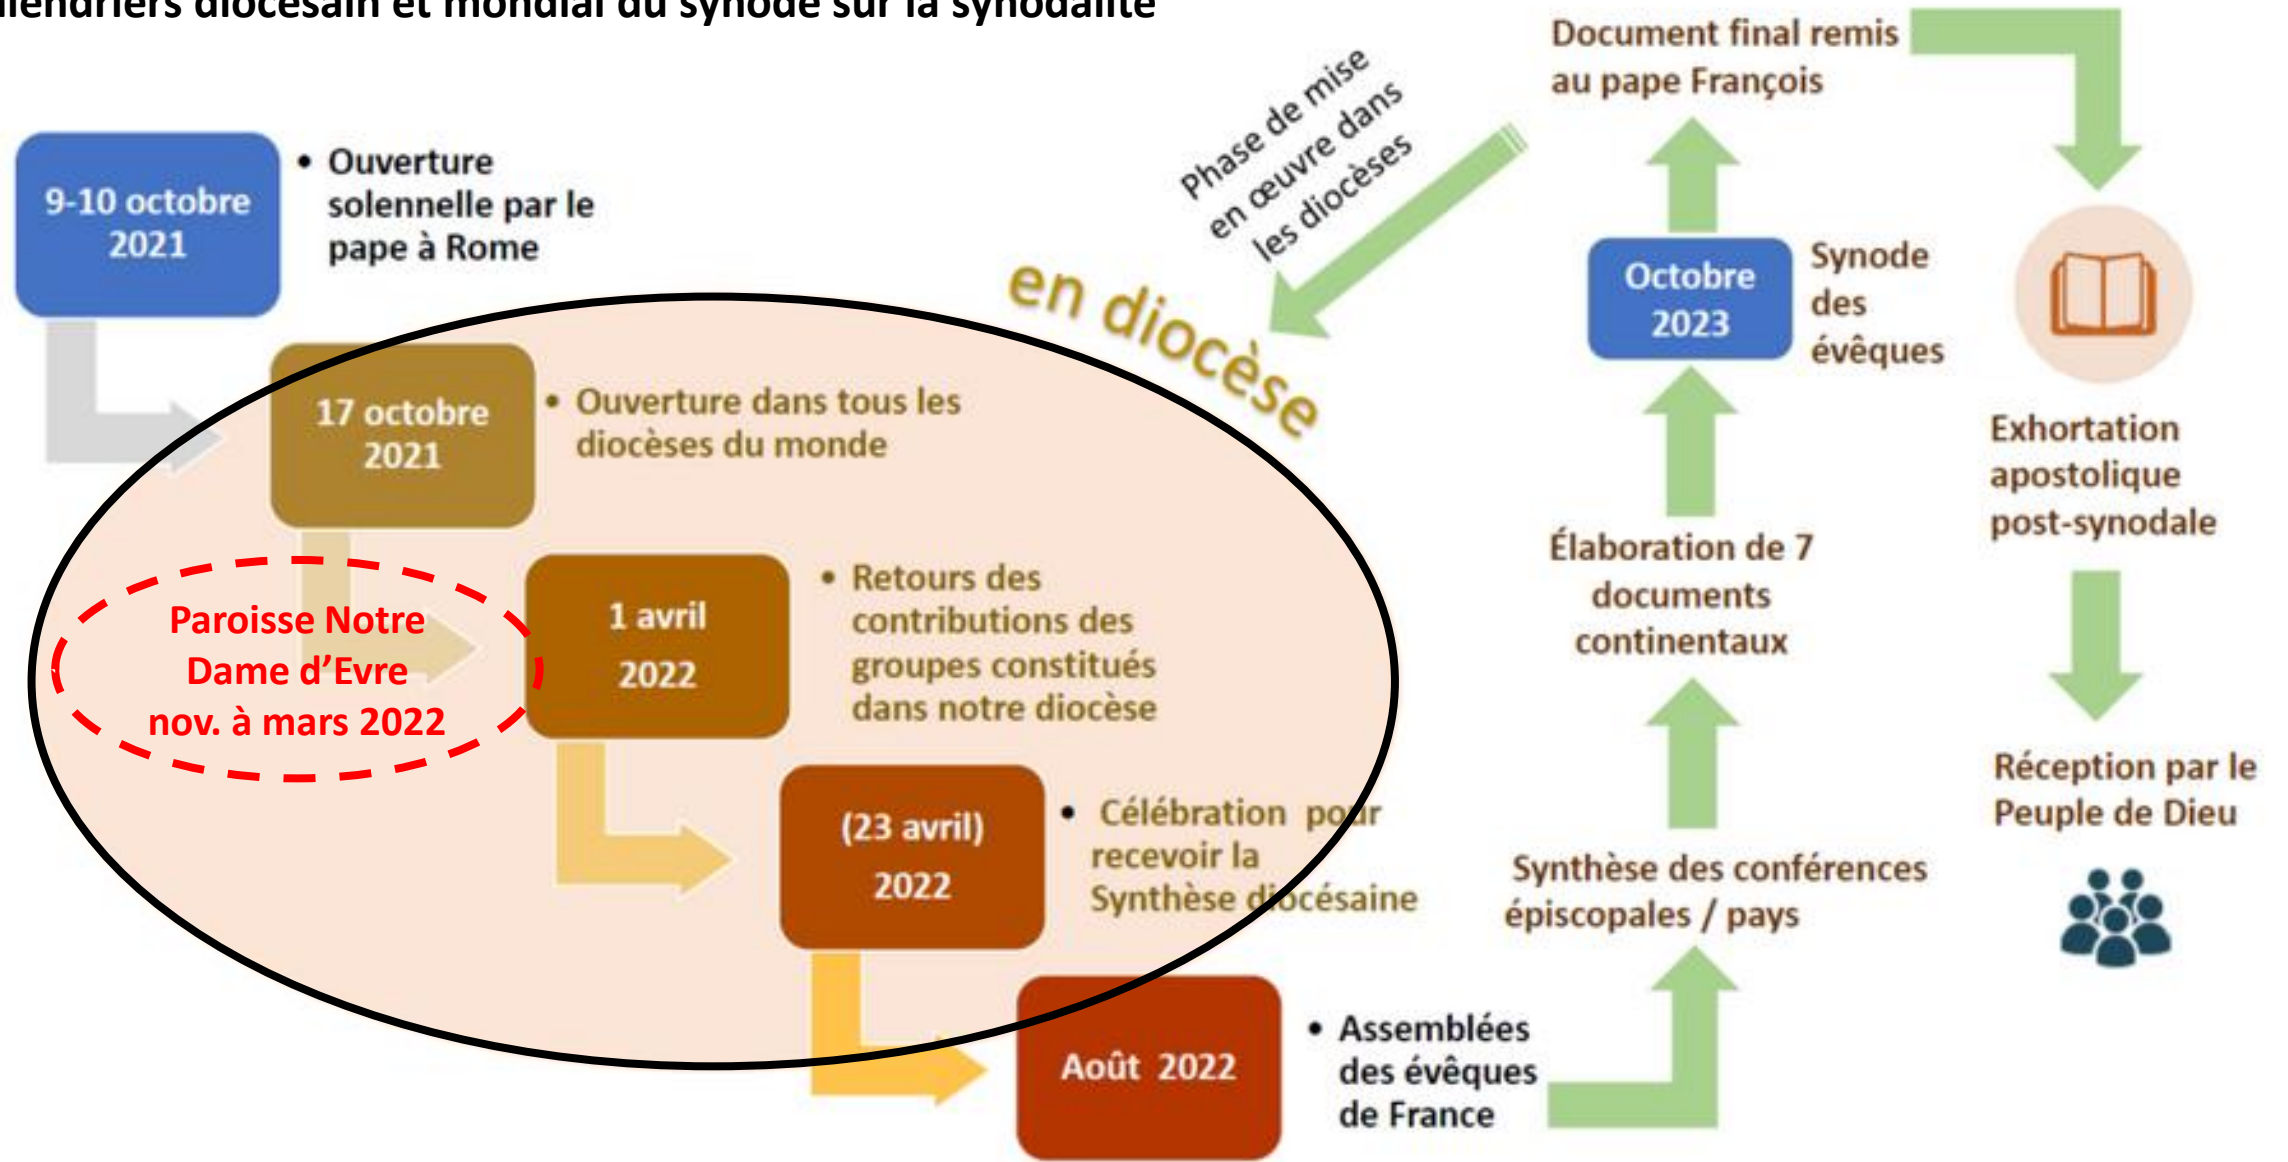 diocésain et mondial du synode sur la synodalité
9-10 octobre
2021
• Ouverture
solennelle par le
pape à Rome
17 octobre
2021
• Ouverture dans tous les
diocèses du monde
Paroisse Notre
Dame d’Evre
nov. à mars 2022
1 avril
2022
• Retours des
contributions des
groupes constitués
dans notre diocèse
(23 avril)
2022
• Célébration pour
recevoir la
Synthèse diocésaine
Août 2022
• Assemblées
des évêques
de France
en diocèse
Phase de mise
en œuvre dans
les diocèses
Synthèse des conférences
épiscopales / pays
Élaboration de 7
documents
continentaux
Octobre
2023
Synode
des
évêques
Document final remis
au pape François
Exhortation
apostolique
post-synodale
Réception par le
Peuple de Dieu